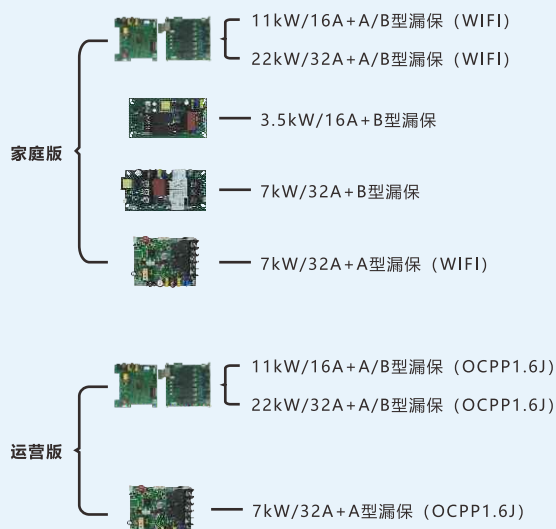 11kW/16A+A/B型漏保（WIFI）
22kW/32A+A/B型漏保（WIFI）
3.5kW/16A+B型漏保
家庭版
7kW/32A+B型漏保
7kW/32A+A型漏保（WIFI）
11kW/16A+A/B型漏保（OCPP1.6J）
22kW/32A+A/B型漏保（OCPP1.6J）
运营版
7kW/32A+A型漏保（OCPP1.6J）